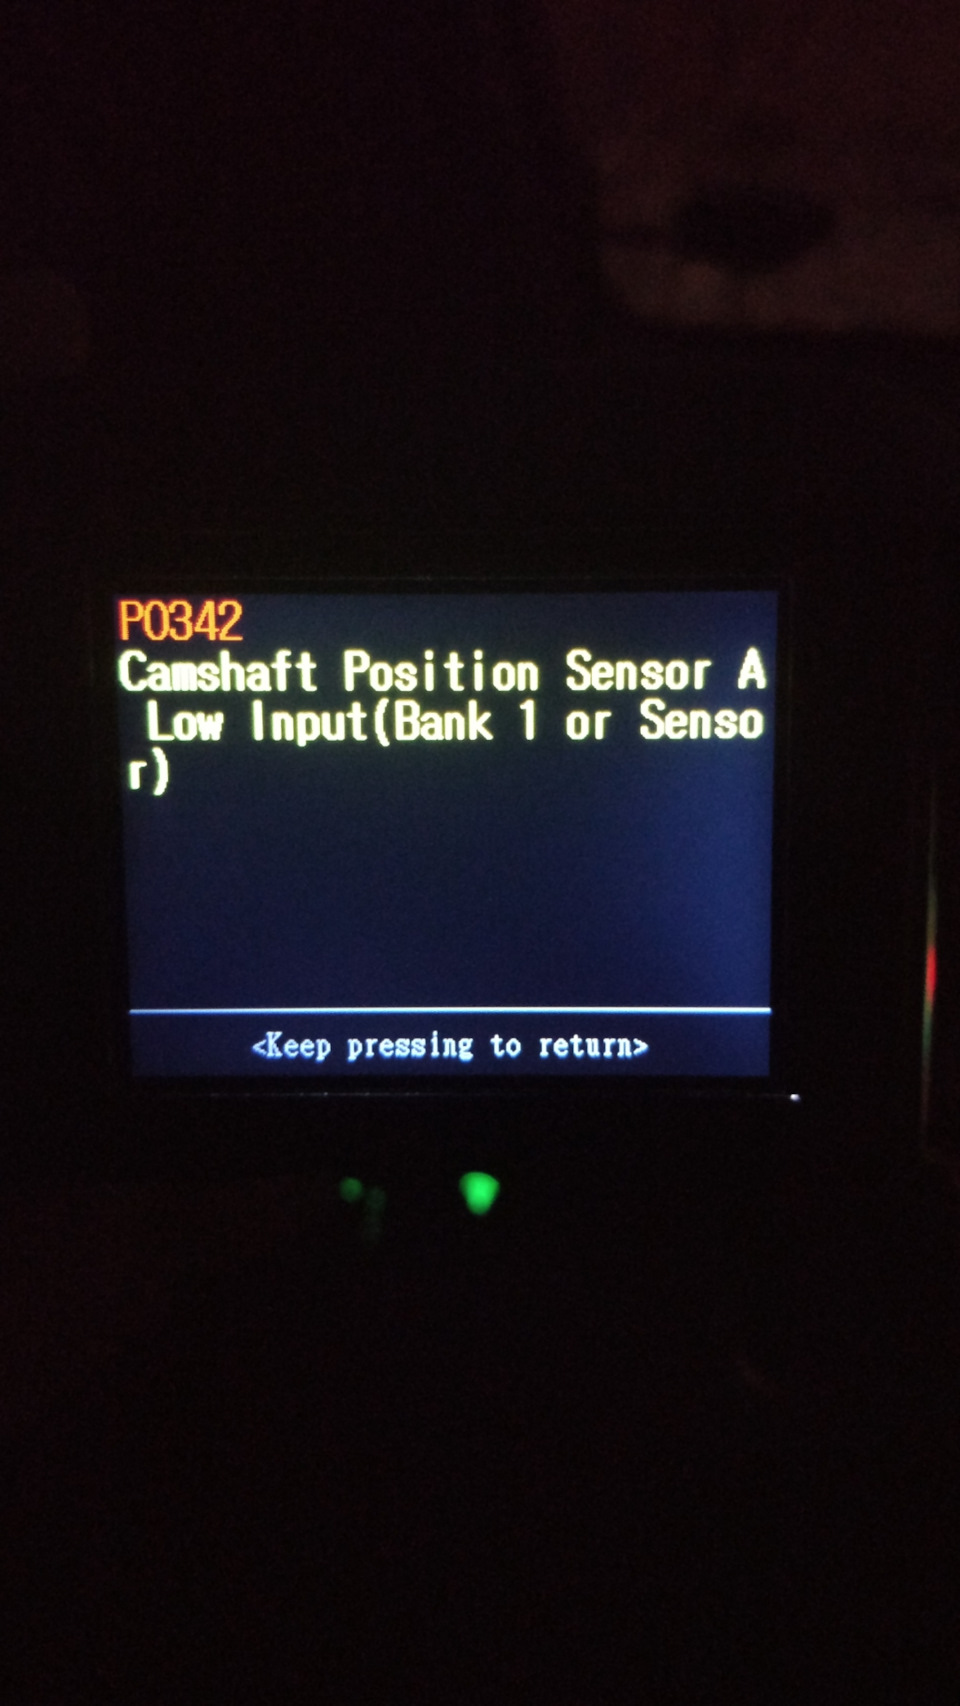 P0342
Camshaft Position Sensor A
Low Input(Bank 1 or Senso
r)
<Keep pressing to return>